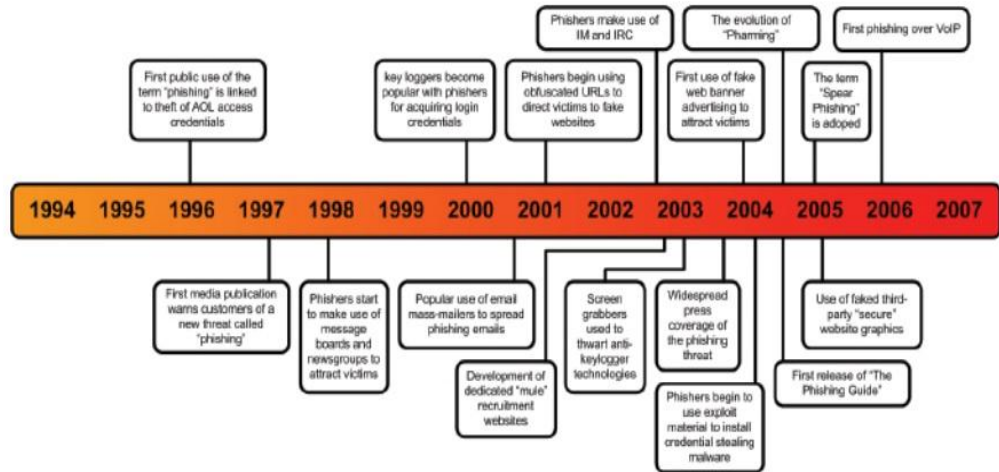 Phishers make use of
IM and IRC
The evolution of
"Pharming"
First phishing over VoIP
First public use of the
term "phishing" is linked
to theft of AOL access
credentials
key loggers become
popular with phishers
for acquiring login
credentials
Phishers begin using
obfuscated URLs to
direct victims to fake
websites
First use of fake
web banner
advertising to
attract victims
The term
"Spear
Phishing"
is adoped
1994 1995 1996 1997 1998 1999 2000 2001 2002 2003 2004 2005 2006 2007
First media publication
warns customers of a
new threat called
"phishing"
Phishers start
to make use of
message
boards and
newsgroups to
attract victims
Popular use of email
mass-mailers to spread
phishing emails
Development of
dedicated "mule"
recruitment
websites
Screen
grabbers
used to
thwart anti-
keylogger
technologies
Widespread
press
coverage of
the phishing
threat
Phishers begin to
use exploit
material to install
credential stealing
malware
Use of faked third-
party "secure"
website graphics
First release of "The
Phishing Guide"